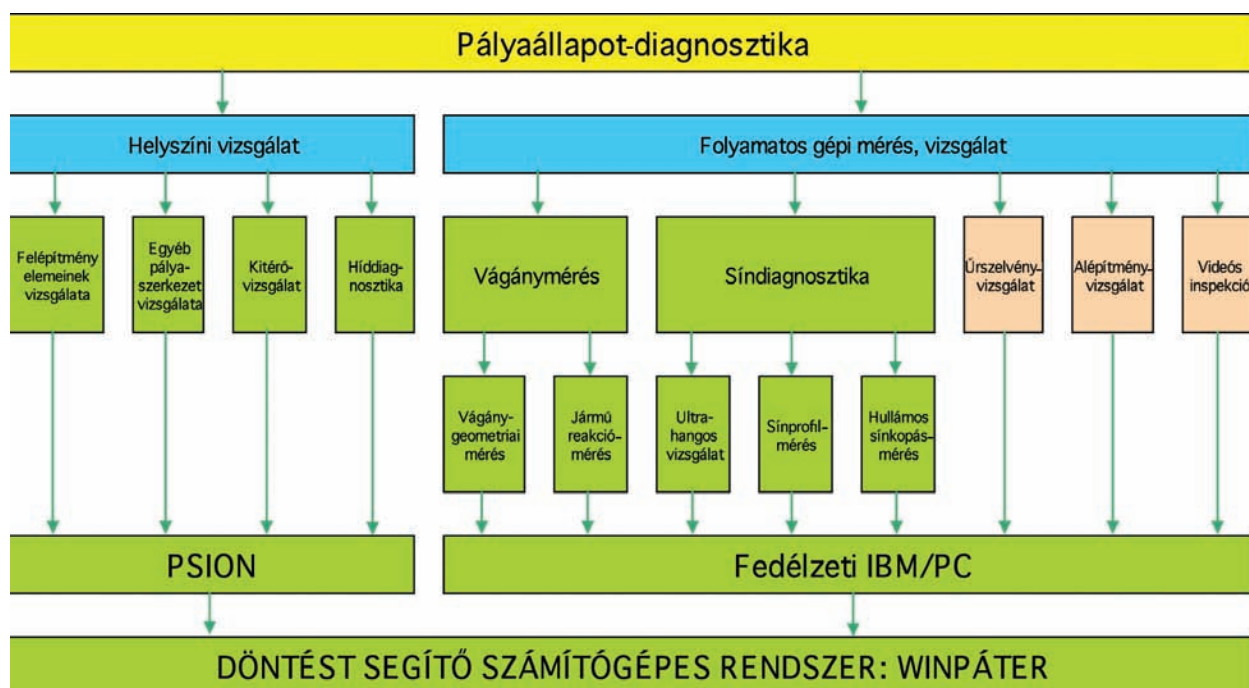 Pályaállapot-diagnosztika
Helyszíni vizsgálat
Folyamatos gépi mérés, vizsgálat
Felépítmény
elemeinek
vizsgálata
Egyéb
pálya-
szerkezet
vizsgálata
Kitérő-
vizsgálat
Híddiag-
nosztika
Vágánymérés
Síndiagnosztika
Űrszelvény-
vizsgálat
Alépítmény-
vizsgálat
Videós
inspekció
Vágány-
geometriai
mérés
Jármű
reakció-
mérés
Ultra-
hangos
vizsgálat
Sínprofil-
mérés
Hullámos
sínkopás-
mérés
PSION
Fedélzeti IBM/PC
DÖNTÉST SEGÍTŐ SZÁMÍTÓGÉPES RENDSZER: WINPÁTER